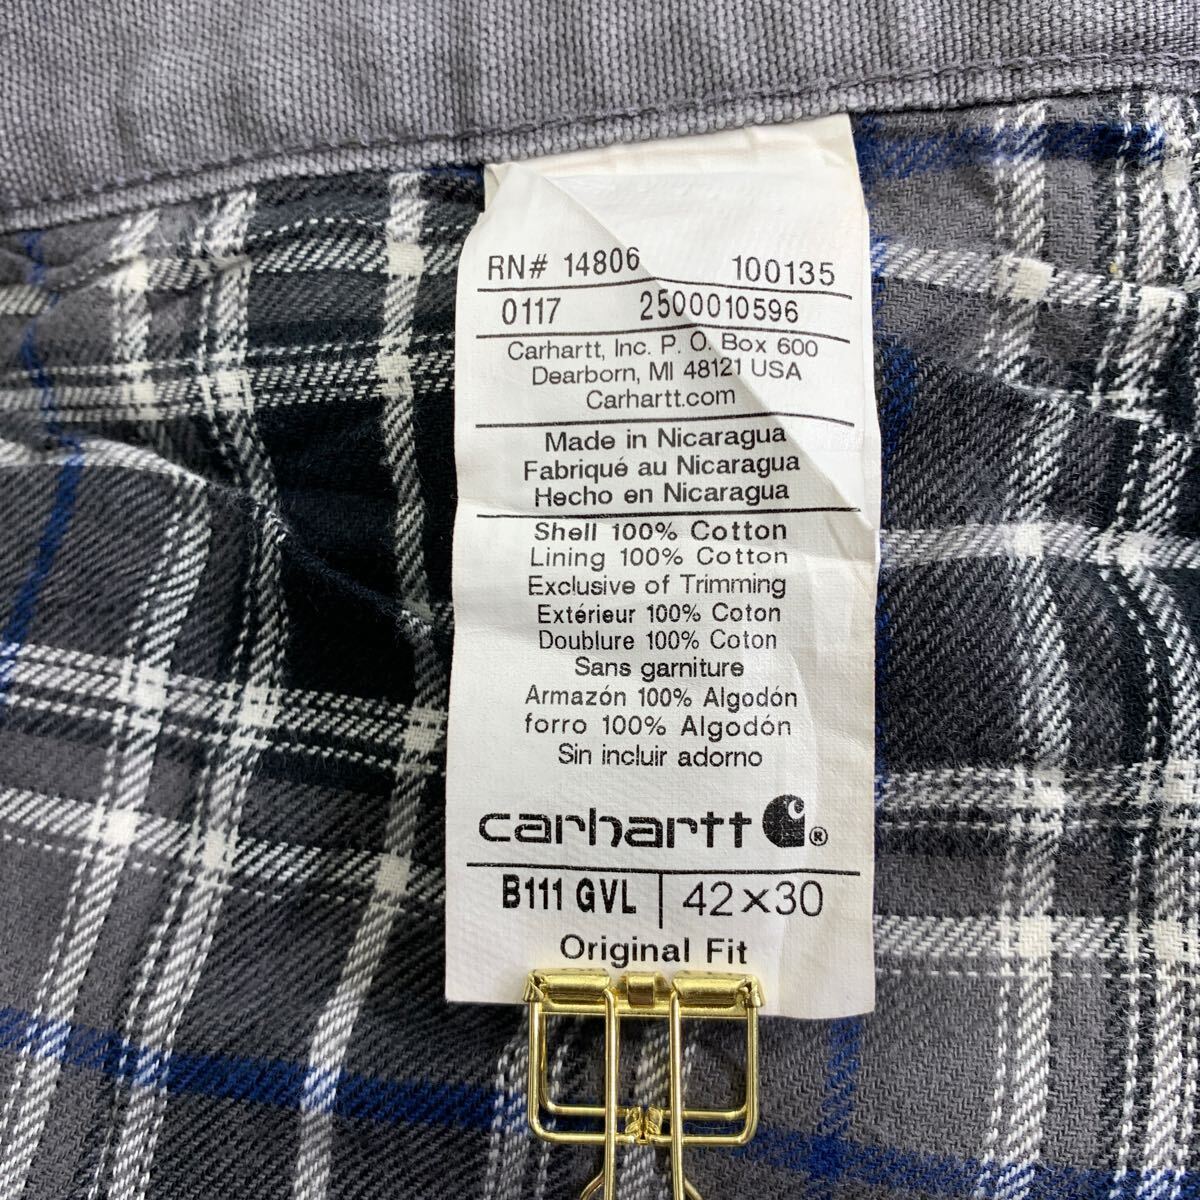 RN# 14806 100135
0117 2500010596
Carhartt, Inc. P. O. Box 600
Dearborn, MI 48121 USA
Carhartt.com
Made in Nicaragua
Fabriqué au Nicaragua
Hecho en Nicaragua
Shell 100% Cotton
Lining 100% Cotton
Exclusive of Trimming
Extérieur 100% Coton
Doublure 100% Coton
Sans garniture
Armazón 100% Algodón
forro 100% Algodón
Sin incluir adorno
carhartt ®
B111 GVL | 42×30
Original Fit